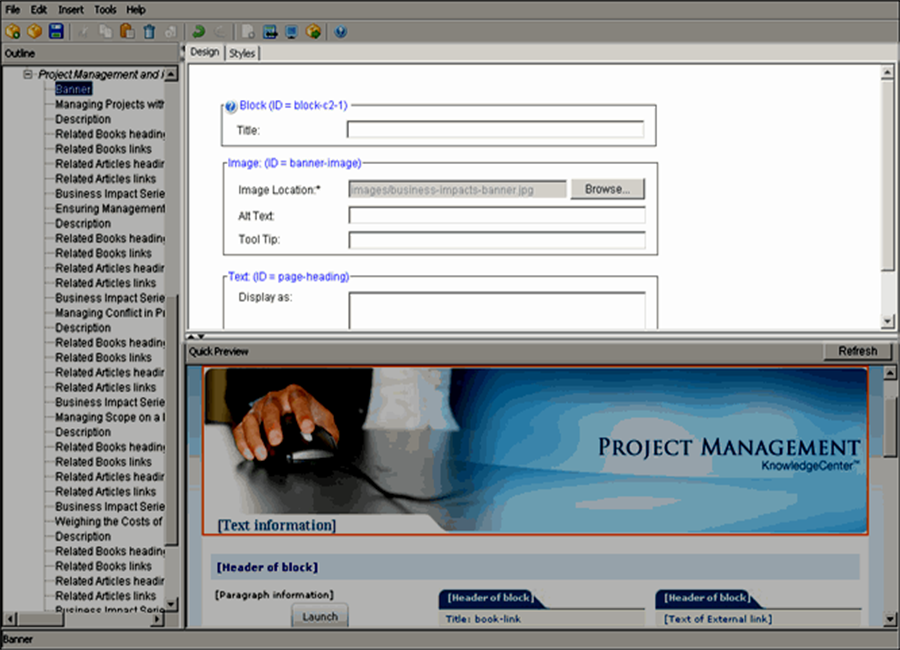 File Edit Insert Tools Help
Outline
Project Management and
Banner
Managing Projects with
Description
Related Books heading
Related Books links
Related Articles headin
Related Articles links
Business Impact Serie
Ensuring Management
Description
Related Books heading
Related Books links
Related Articles headin
Related Articles links
Business Impact Serie
Managing Conflict in Pr
Description
Related Books heading
Related Books links
Related Articles headin
Related Articles links
Business Impact Serie
Managing Scope on a
Description
Related Books heading
Related Books links
Related Articles headin
Related Articles links
Business Impact Serie
Weighing the Costs of
Description
Related Books heading
Related Books links
Related Articles headin
Related Articles links
Business Impact Serie
Banner
Design Styles
Block (ID = block-c2-1)
Title:
Image: (ID = banner-image)
Image Location:* images/business-impacts-banner.jpg Browse...
Alt Text:
Tool Tip:
Text: (ID = page-heading)
Display as:
Quick Preview Refresh
PROJECT MANAGEMENT
KnowledgeCenter™
[Text information]
[Header of block]
[Paragraph information] [Header of block] [Header of block]
Launch Title: book-link [Text of External link]